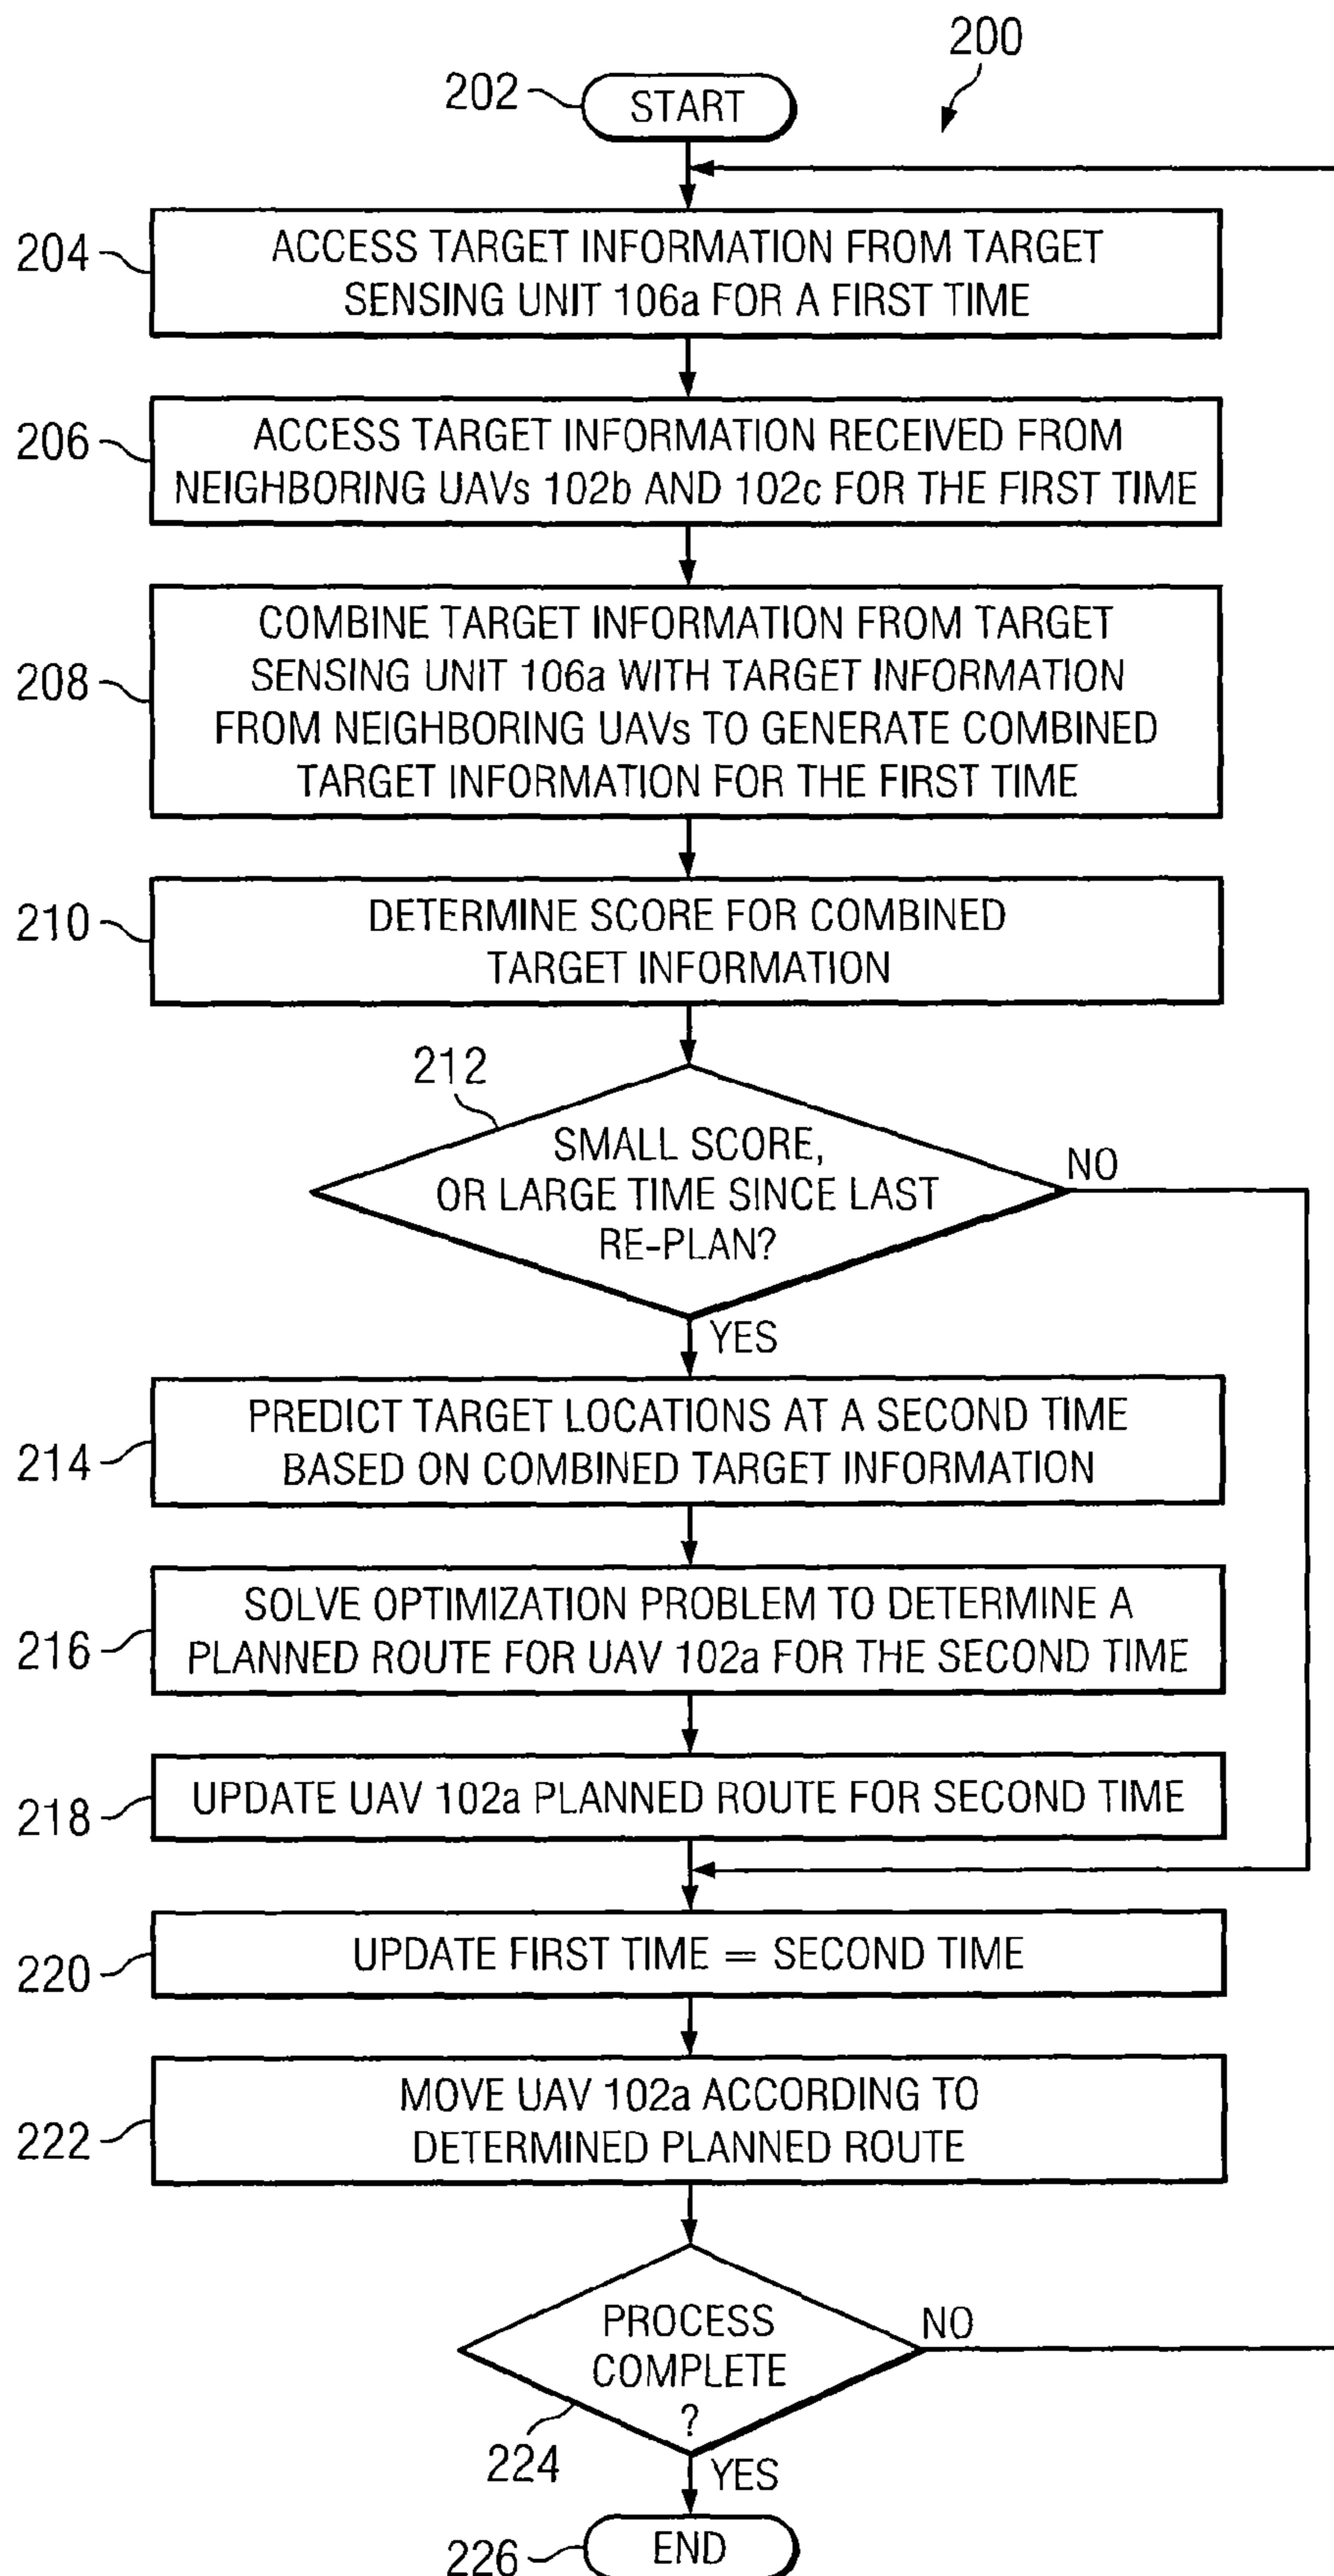 200
202
START
204
ACCESS TARGET INFORMATION FROM TARGET
SENSING UNIT 106a FOR A FIRST TIME
206
ACCESS TARGET INFORMATION RECEIVED FROM
NEIGHBORING UAVs 102b AND 102c FOR THE FIRST TIME
208
COMBINE TARGET INFORMATION FROM TARGET
SENSING UNIT 106a WITH TARGET INFORMATION
FROM NEIGHBORING UAVs TO GENERATE COMBINED
TARGET INFORMATION FOR THE FIRST TIME
210
DETERMINE SCORE FOR COMBINED
TARGET INFORMATION
212
SMALL SCORE,
OR LARGE TIME SINCE LAST
RE-PLAN?
NO
YES
214
PREDICT TARGET LOCATIONS AT A SECOND TIME
BASED ON COMBINED TARGET INFORMATION
216
SOLVE OPTIMIZATION PROBLEM TO DETERMINE A
PLANNED ROUTE FOR UAV 102a FOR THE SECOND TIME
218
UPDATE UAV 102a PLANNED ROUTE FOR SECOND TIME
220
UPDATE FIRST TIME = SECOND TIME
222
MOVE UAV 102a ACCORDING TO
DETERMINED PLANNED ROUTE
PROCESS
COMPLETE
?
NO
224
YES
226
END